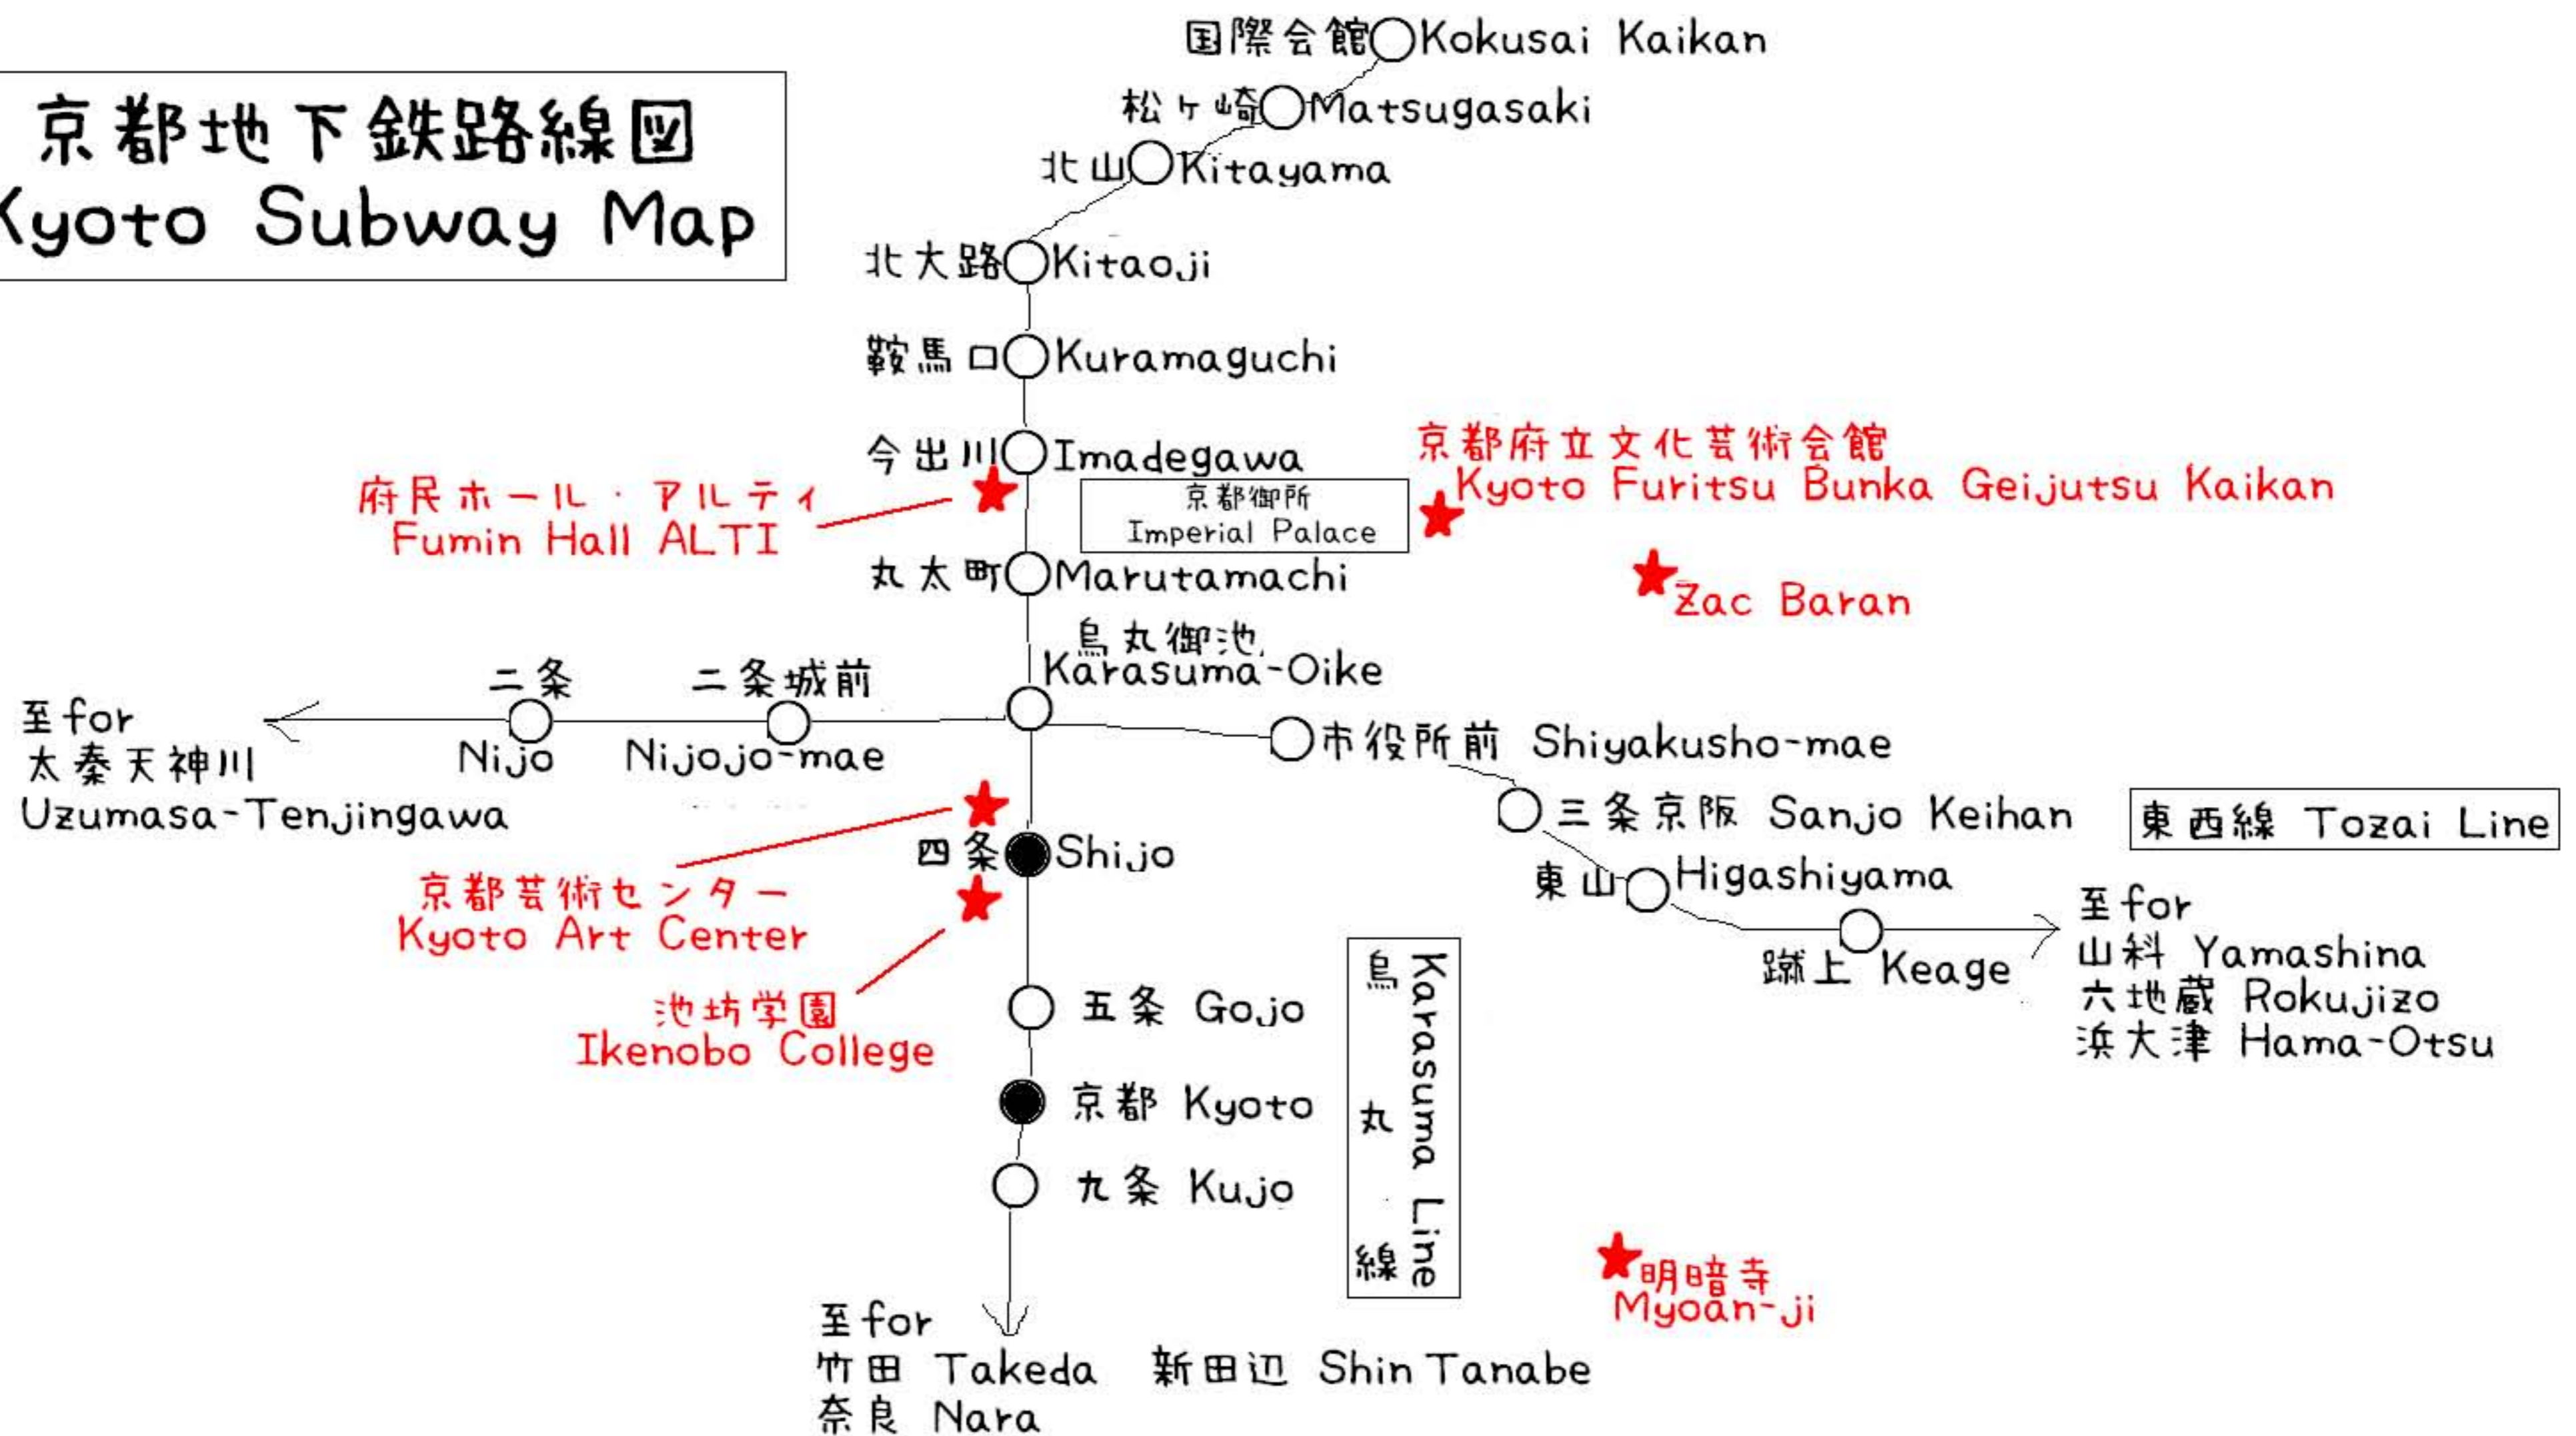 京都地下鉄路線図
Kyoto Subway Map
国際会館 Kokusai Kaikan
松ヶ崎 Matsugasaki
北山 Kitayama
北大路 Kitaoji
鞍馬口 Kuramaguchi
今出川 Imadegawa
京都府立文化芸術会館
Kyoto Furitsu Bunka Geijutsu Kaikan
府民ホール・アルティ
Fumin Hall ALTI
京都御所
Imperial Palace
丸太町 Marutamachi
Zac Baran
烏丸御池
Karasuma-Oike
二条
Nijo
二条城前
Nijojo-mae
至for
太秦天神川
Uzumasa-Tenjingawa
市役所前 Shiyakusho-mae
三条京阪 Sanjo Keihan
東西線 Tozai Line
四条 Shijo
東山 Higashiyama
蹴上 Keage
至for
山科 Yamashina
六地蔵 Rokujizo
浜大津 Hama-Otsu
京都芸術センター
Kyoto Art Center
池坊学園
Ikenobo College
五条 Gojo
京都 Kyoto
九条 Kujo
烏丸線
Karasuma Line
明暗寺
Myoan-ji
至for
竹田 Takeda 新田辺 Shin Tanabe
奈良 Nara